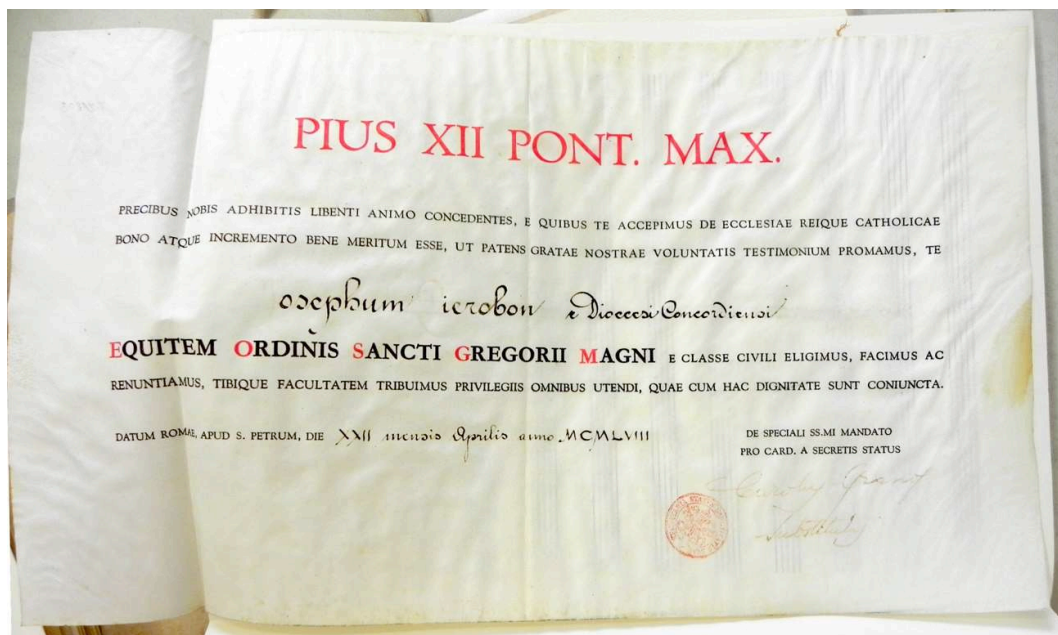 PIUS XII PONT. MAX.
PRECIBUS NOBIS ADHIBITIS LIBENTI ANIMO CONCEDENTES, E QUIBUS TE ACCEPIMUS DE ECCLESIAE REIQUE CATHOLICAE
BONO ATQUE INCREMENTO BENE MERITUM ESSE, UT PATENS GRATAE NOSTRAE VOLUNTATIS TESTIMONIUM PROMAMUS, TE
osephum ierobon e Dioecesi Concordiensi
EQUITEM ORDINIS SANCTI GREGORII MAGNI E CLASSE CIVILI ELIGIMUS, FACIMUS AC
RENUNTIAMUS, TIBIQUE FACULTATEM TRIBUIMUS PRIVILEGIIS OMNIBUS UTENDI, QUAE CUM HAC DIGNITATE SUNT CONIUNCTA.
DATUM ROMAE, APUD S. PETRUM, DIE XXII mensis Aprilis anno MCMLVIII
DE SPECIALI SS.MI MANDATO
PRO CARD. A SECRETIS STATUS